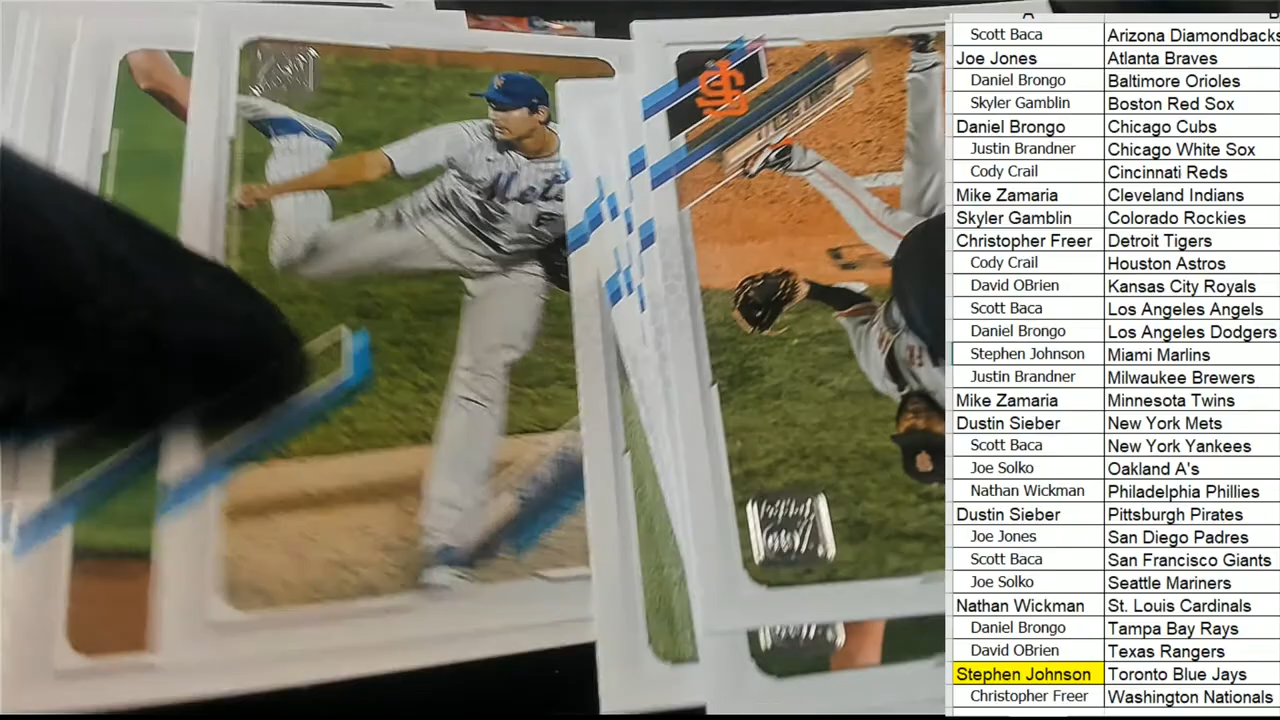 A B
Scott Baca Arizona Diamondbacks
Joe Jones Atlanta Braves
Daniel Brongo Baltimore Orioles
Skyler Gamblin Boston Red Sox
Daniel Brongo Chicago Cubs
Justin Brandner Chicago White Sox
Cody Crail Cincinnati Reds
Mike Zamaria Cleveland Indians
Skyler Gamblin Colorado Rockies
Christopher Freer Detroit Tigers
Cody Crail Houston Astros
David OBrien Kansas City Royals
Scott Baca Los Angeles Angels
Daniel Brongo Los Angeles Dodgers
Stephen Johnson Miami Marlins
Justin Brandner Milwaukee Brewers
Mike Zamaria Minnesota Twins
Dustin Sieber New York Mets
Scott Baca New York Yankees
Joe Solko Oakland A's
Nathan Wickman Philadelphia Phillies
Dustin Sieber Pittsburgh Pirates
Joe Jones San Diego Padres
Scott Baca San Francisco Giants
Joe Solko Seattle Mariners
Nathan Wickman St. Louis Cardinals
Daniel Brongo Tampa Bay Rays
David OBrien Texas Rangers
Stephen Johnson Toronto Blue Jays
Christopher Freer Washington Nationals
Mets
SF